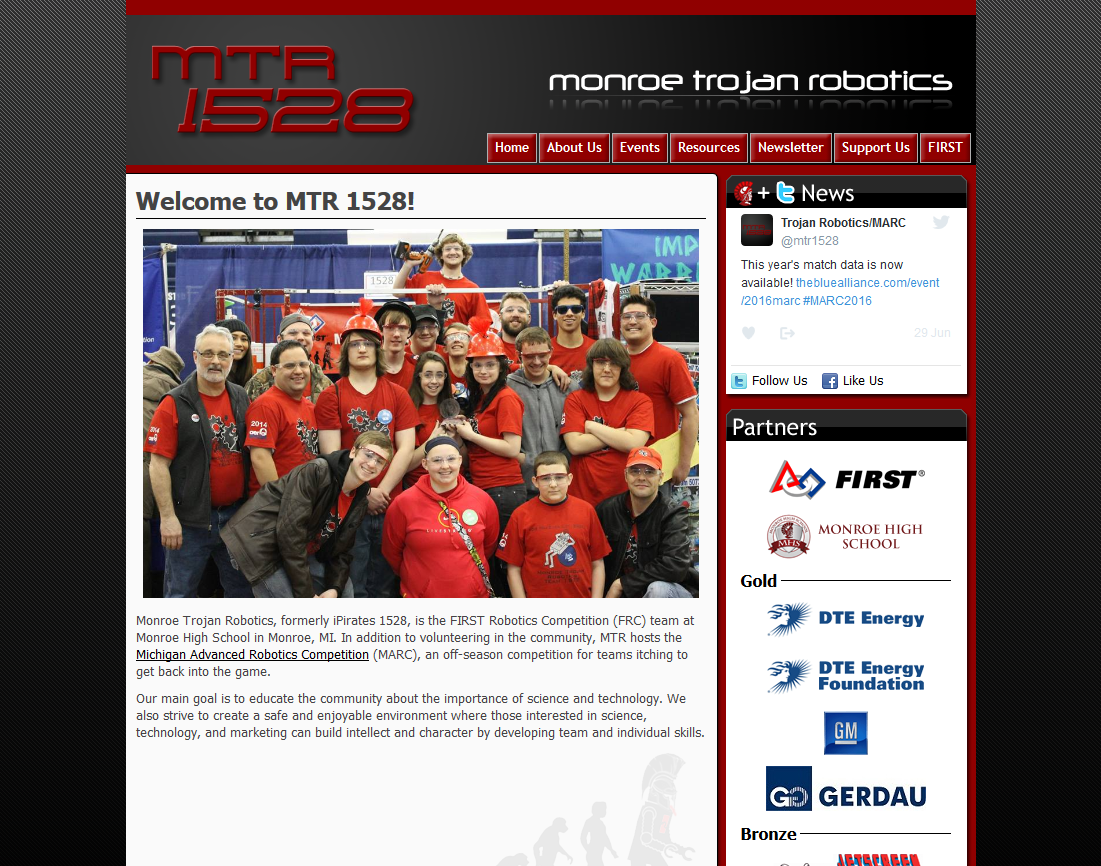 MTR
1528
monroe trojan robotics
Home
About Us
Events
Resources
Newsletter
Support Us
FIRST
Welcome to MTR 1528!
IMP
WARRI
1528
2014
2014
Monroe Trojan Robotics, formerly iPirates 1528, is the FIRST Robotics Competition (FRC) team at
Monroe High School in Monroe, MI. In addition to volunteering in the community, MTR hosts the
Michigan Advanced Robotics Competition (MARC), an off-season competition for teams itching to
get back into the game.
Our main goal is to educate the community about the importance of science and technology. We
also strive to create a safe and enjoyable environment where those interested in science,
technology, and marketing can build intellect and character by developing team and individual skills.
+ News
Trojan Robotics/MARC
@mtr1528
This year's match data is now
available! thebluealliance.com/event
/2016marc #MARC2016
29 Jun
Follow Us
Like Us
Partners
FIRST®
MHS
MONROE HIGH
SCHOOL
Gold
DTE Energy
DTE Energy
Foundation
GM
GERDAU
Bronze
JETSCREEN